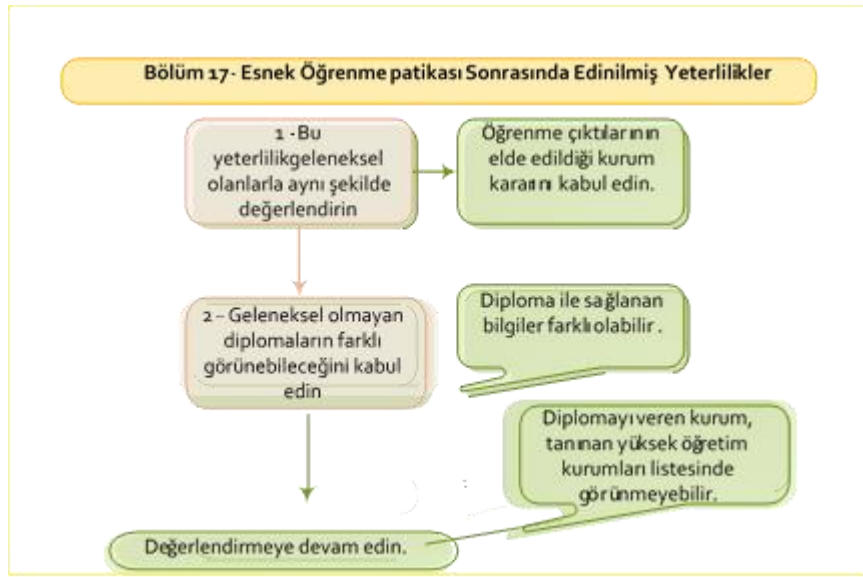 Bölüm 17- Esnek Öğrenme patikası Sonrasında Edinilmiş Yeterlilikler
1 -Bu
yeterlilikgeleneksel
olanlarla aynı şekilde
değerlendirin
Öğrenme çıktılarının
elde edildiği kurum
kararını kabul edin.
2 – Geleneksel olmayan
diplomaların farklı
görünebileceğini kabul
edin
Diploma ile sağlanan
bilgiler farklı olabilir .
Diplomayı veren kurum,
tanınan yüksek öğretim
kurumları listesinde
görünmeyebilir.
Değerlendirmeye devam edin.